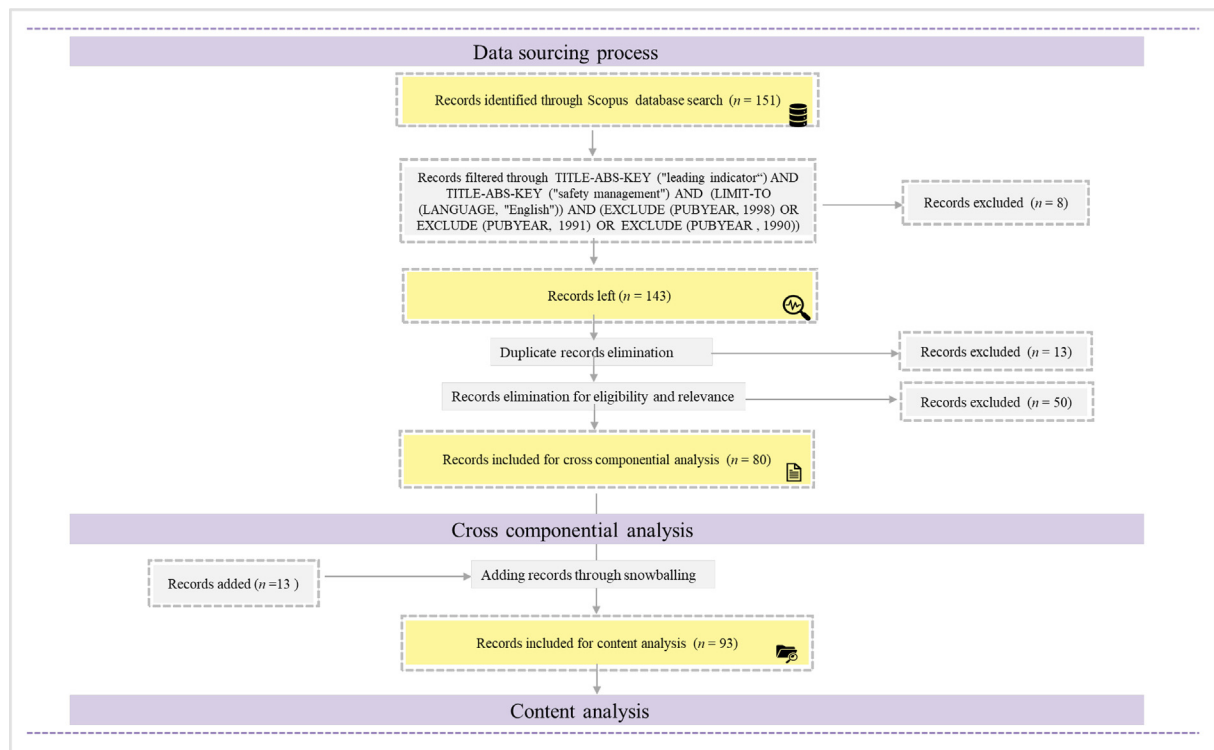 Data sourcing process
Records identified through Scopus database search (n = 151)
Records filtered through TITLE-ABS-KEY ("leading indicator“) AND
TITLE-ABS-KEY ("safety management") AND (LIMIT-TO
(LANGUAGE, "English")) AND (EXCLUDE (PUBYEAR, 1998) OR
EXCLUDE (PUBYEAR, 1991) OR EXCLUDE (PUBYEAR , 1990))
Records excluded (n = 8)
Records left (n = 143)
Duplicate records elimination
Records excluded (n = 13)
Records elimination for eligibility and relevance
Records excluded (n = 50)
Records included for cross componential analysis (n = 80)
Cross componential analysis
Records added (n =13 )
Adding records through snowballing
Records included for content analysis (n = 93)
Content analysis